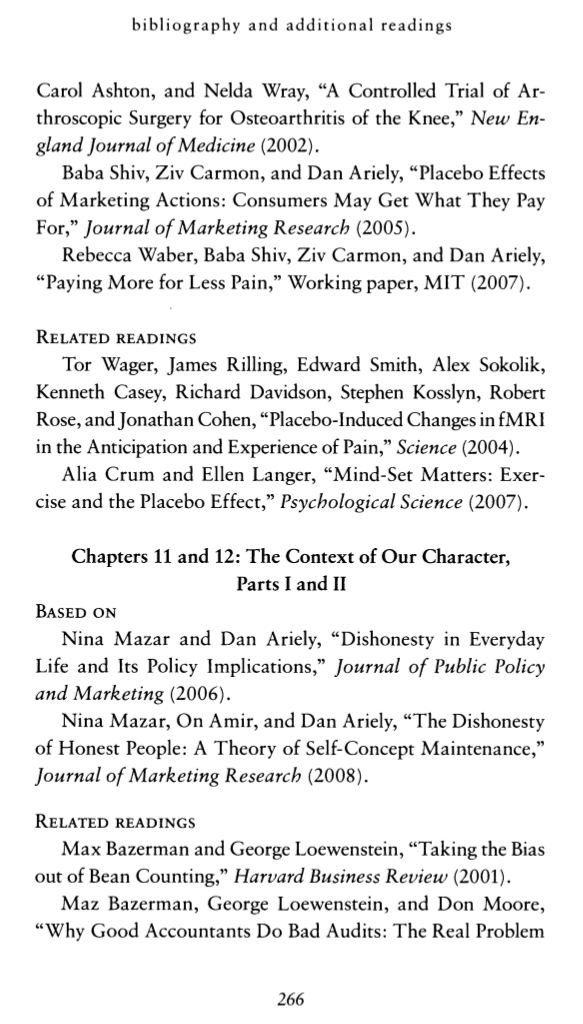 bibliography and additional readings
Carol Ashton, and Nelda Wray, “A Controlled Trial of Ar-
throscopic Surgery for Osteoarthritis of the Knee,” New En-
gland Journal of Medicine (2002).
Baba Shiv, Ziv Carmon, and Dan Ariely, “Placebo Effects
of Marketing Actions: Consumers May Get What They Pay
For,” Journal of Marketing Research (2005).
Rebecca Waber, Baba Shiv, Ziv Carmon, and Dan Ariely,
“Paying More for Less Pain,” Working paper, MIT (2007).
RELATED READINGS
Tor Wager, James Rilling, Edward Smith, Alex Sokolik,
Kenneth Casey, Richard Davidson, Stephen Kosslyn, Robert
Rose, and Jonathan Cohen, “Placebo-Induced Changes in fMRI
in the Anticipation and Experience of Pain,” Science (2004).
Alia Crum and Ellen Langer, “Mind-Set Matters: Exer-
cise and the Placebo Effect,” Psychological Science (2007).
Chapters 11 and 12: The Context of Our Character,
Parts I and II
BASED ON
Nina Mazar and Dan Ariely, “Dishonesty in Everyday
Life and Its Policy Implications,” Journal of Public Policy
and Marketing (2006).
Nina Mazar, On Amir, and Dan Ariely, “The Dishonesty
of Honest People: A Theory of Self-Concept Maintenance,”
Journal of Marketing Research (2008).
RELATED READINGS
Max Bazerman and George Loewenstein, “Taking the Bias
out of Bean Counting,” Harvard Business Review (2001).
Maz Bazerman, George Loewenstein, and Don Moore,
“Why Good Accountants Do Bad Audits: The Real Problem
266